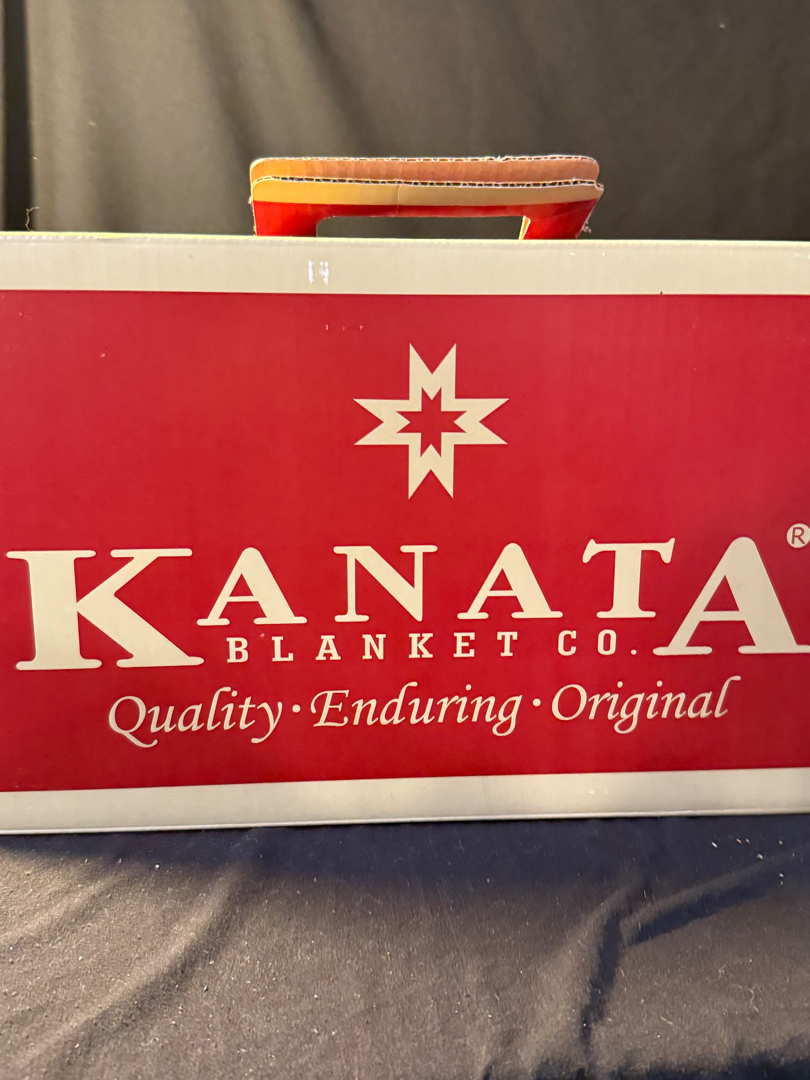 KANATA®
BLANKET CO.
Quality · Enduring · Original